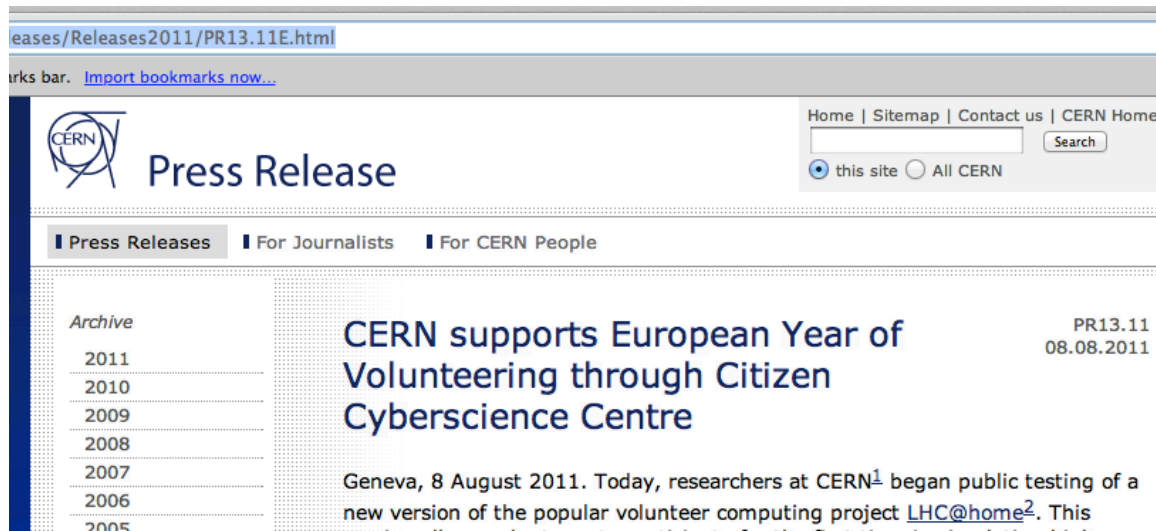 eases/Releases2011/PR13.11E.html
rks bar. Import bookmarks now...
CERN
Press Release
Home | Sitemap | Contact us | CERN Home
Search
this site All CERN
Press Releases For Journalists For CERN People
Archive
2011
2010
2009
2008
2007
2006
2005
CERN supports European Year of
Volunteering through Citizen
Cyberscience Centre
PR13.11
08.08.2011
Geneva, 8 August 2011. Today, researchers at CERN1 began public testing of a
new version of the popular volunteer computing project LHC@home2. This